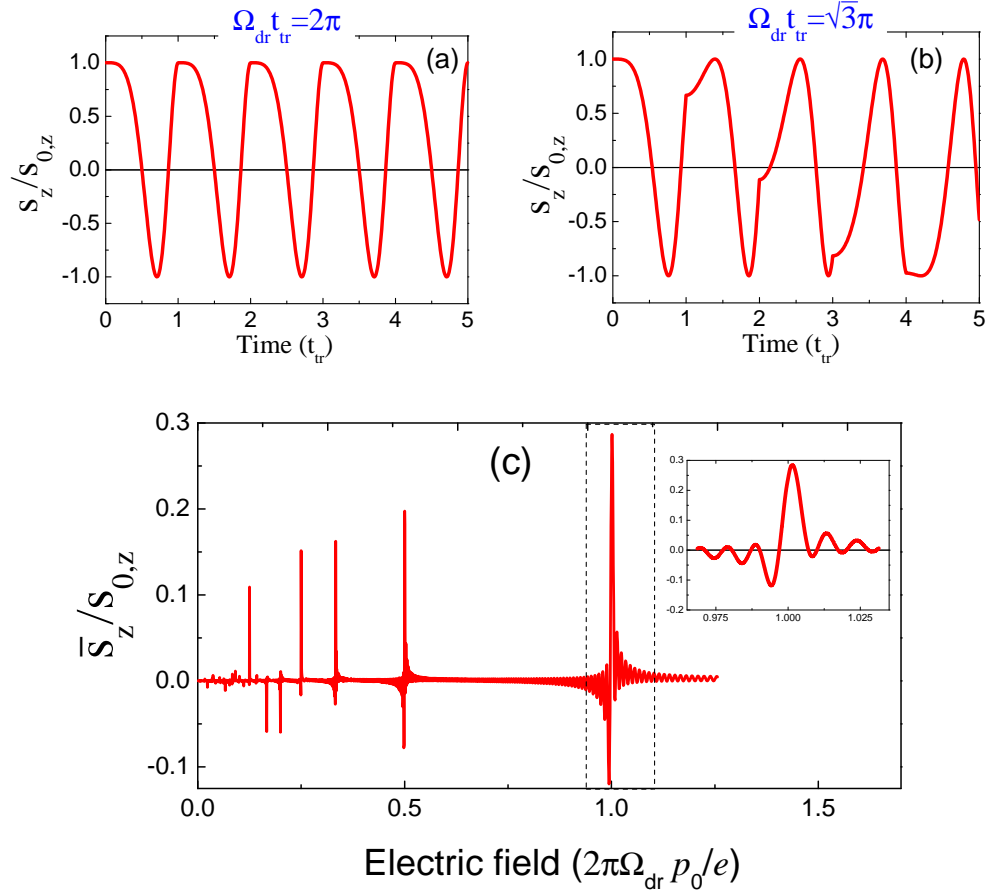 Ω_dr t_tr=2π
(a)
s_z/s_0,z
1.0
0.5
0.0
-0.5
-1.0
0 1 2 3 4 5
Time (t_tr)
Ω_dr t_tr=√3π
(b)
s_z/s_0,z
1.0
0.5
0.0
-0.5
-1.0
0 1 2 3 4 5
Time (t_tr)
(c)
s̄_z/s_0,z
0.3
0.2
0.1
0.0
-0.1
0.0 0.5 1.0 1.5
Electric field (2πΩ_dr p_0/e)
0.3
0.2
0.1
0.0
-0.1
-0.2
0.975 1.000 1.025